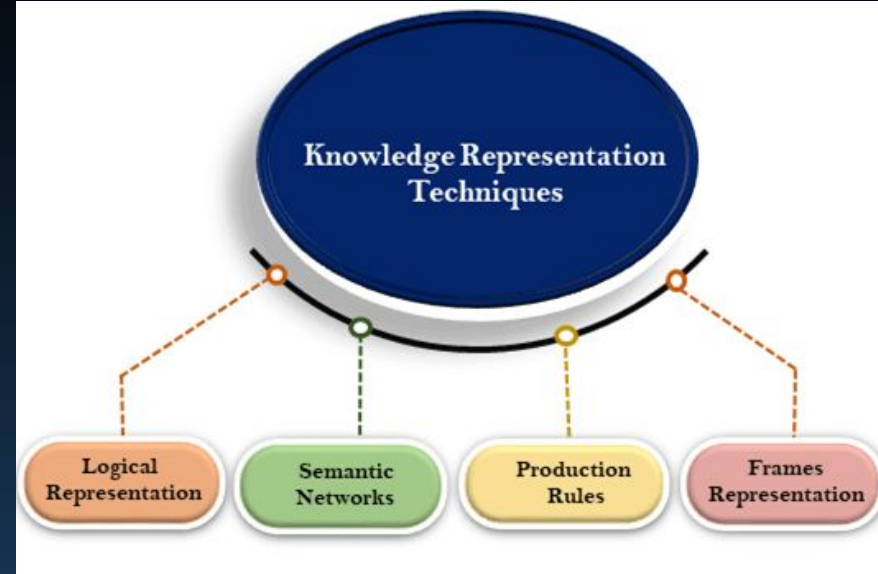 Knowledge Representation
Techniques
Logical
Representation
Semantic
Networks
Production
Rules
Frames
Representation